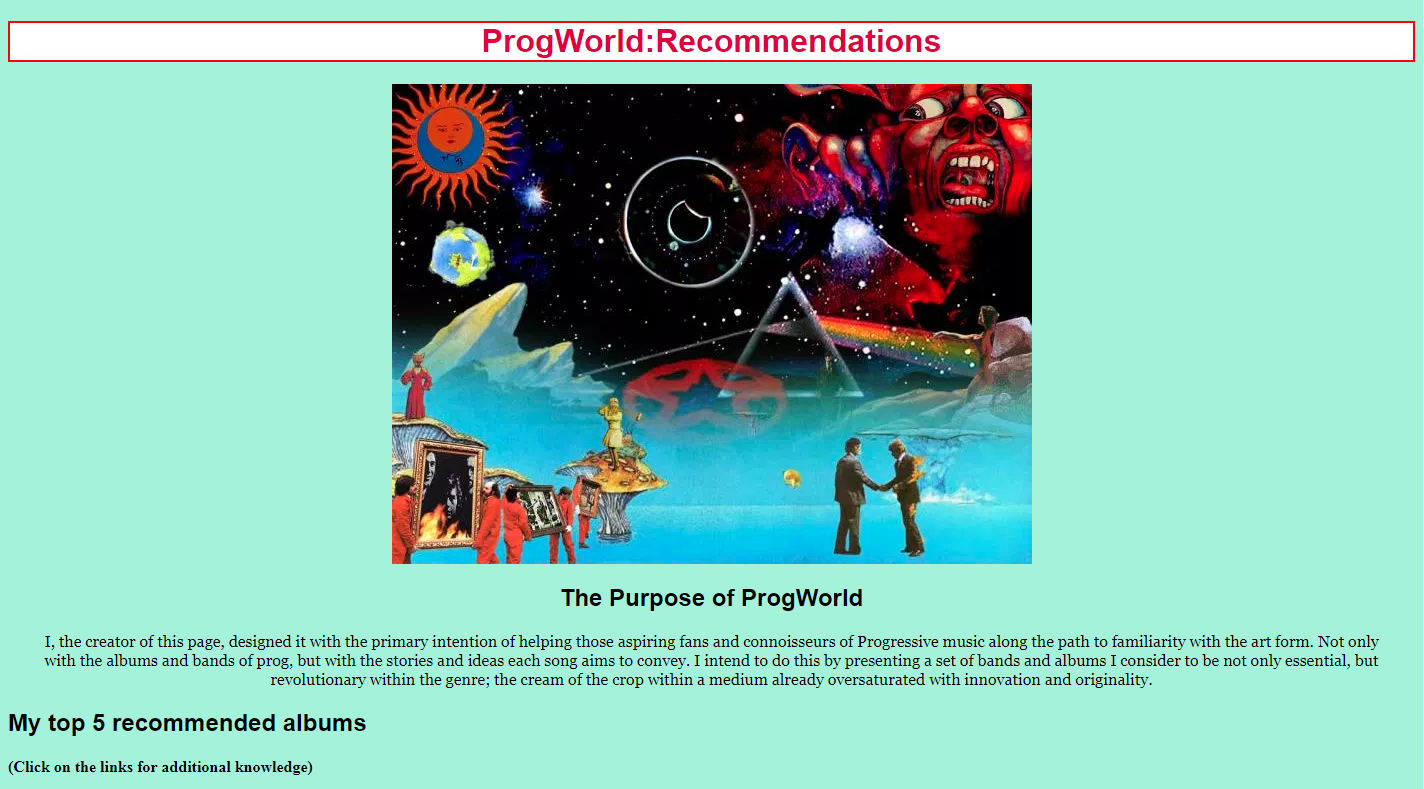 ProgWorld:Recommendations
The Purpose of ProgWorld
I, the creator of this page, designed it with the primary intention of helping those aspiring fans and connoisseurs of Progressive music along the path to familiarity with the art form. Not only
with the albums and bands of prog, but with the stories and ideas each song aims to convey. I intend to do this by presenting a set of bands and albums I consider to be not only essential, but
revolutionary within the genre; the cream of the crop within a medium already oversaturated with innovation and originality.
My top 5 recommended albums
(Click on the links for additional knowledge)